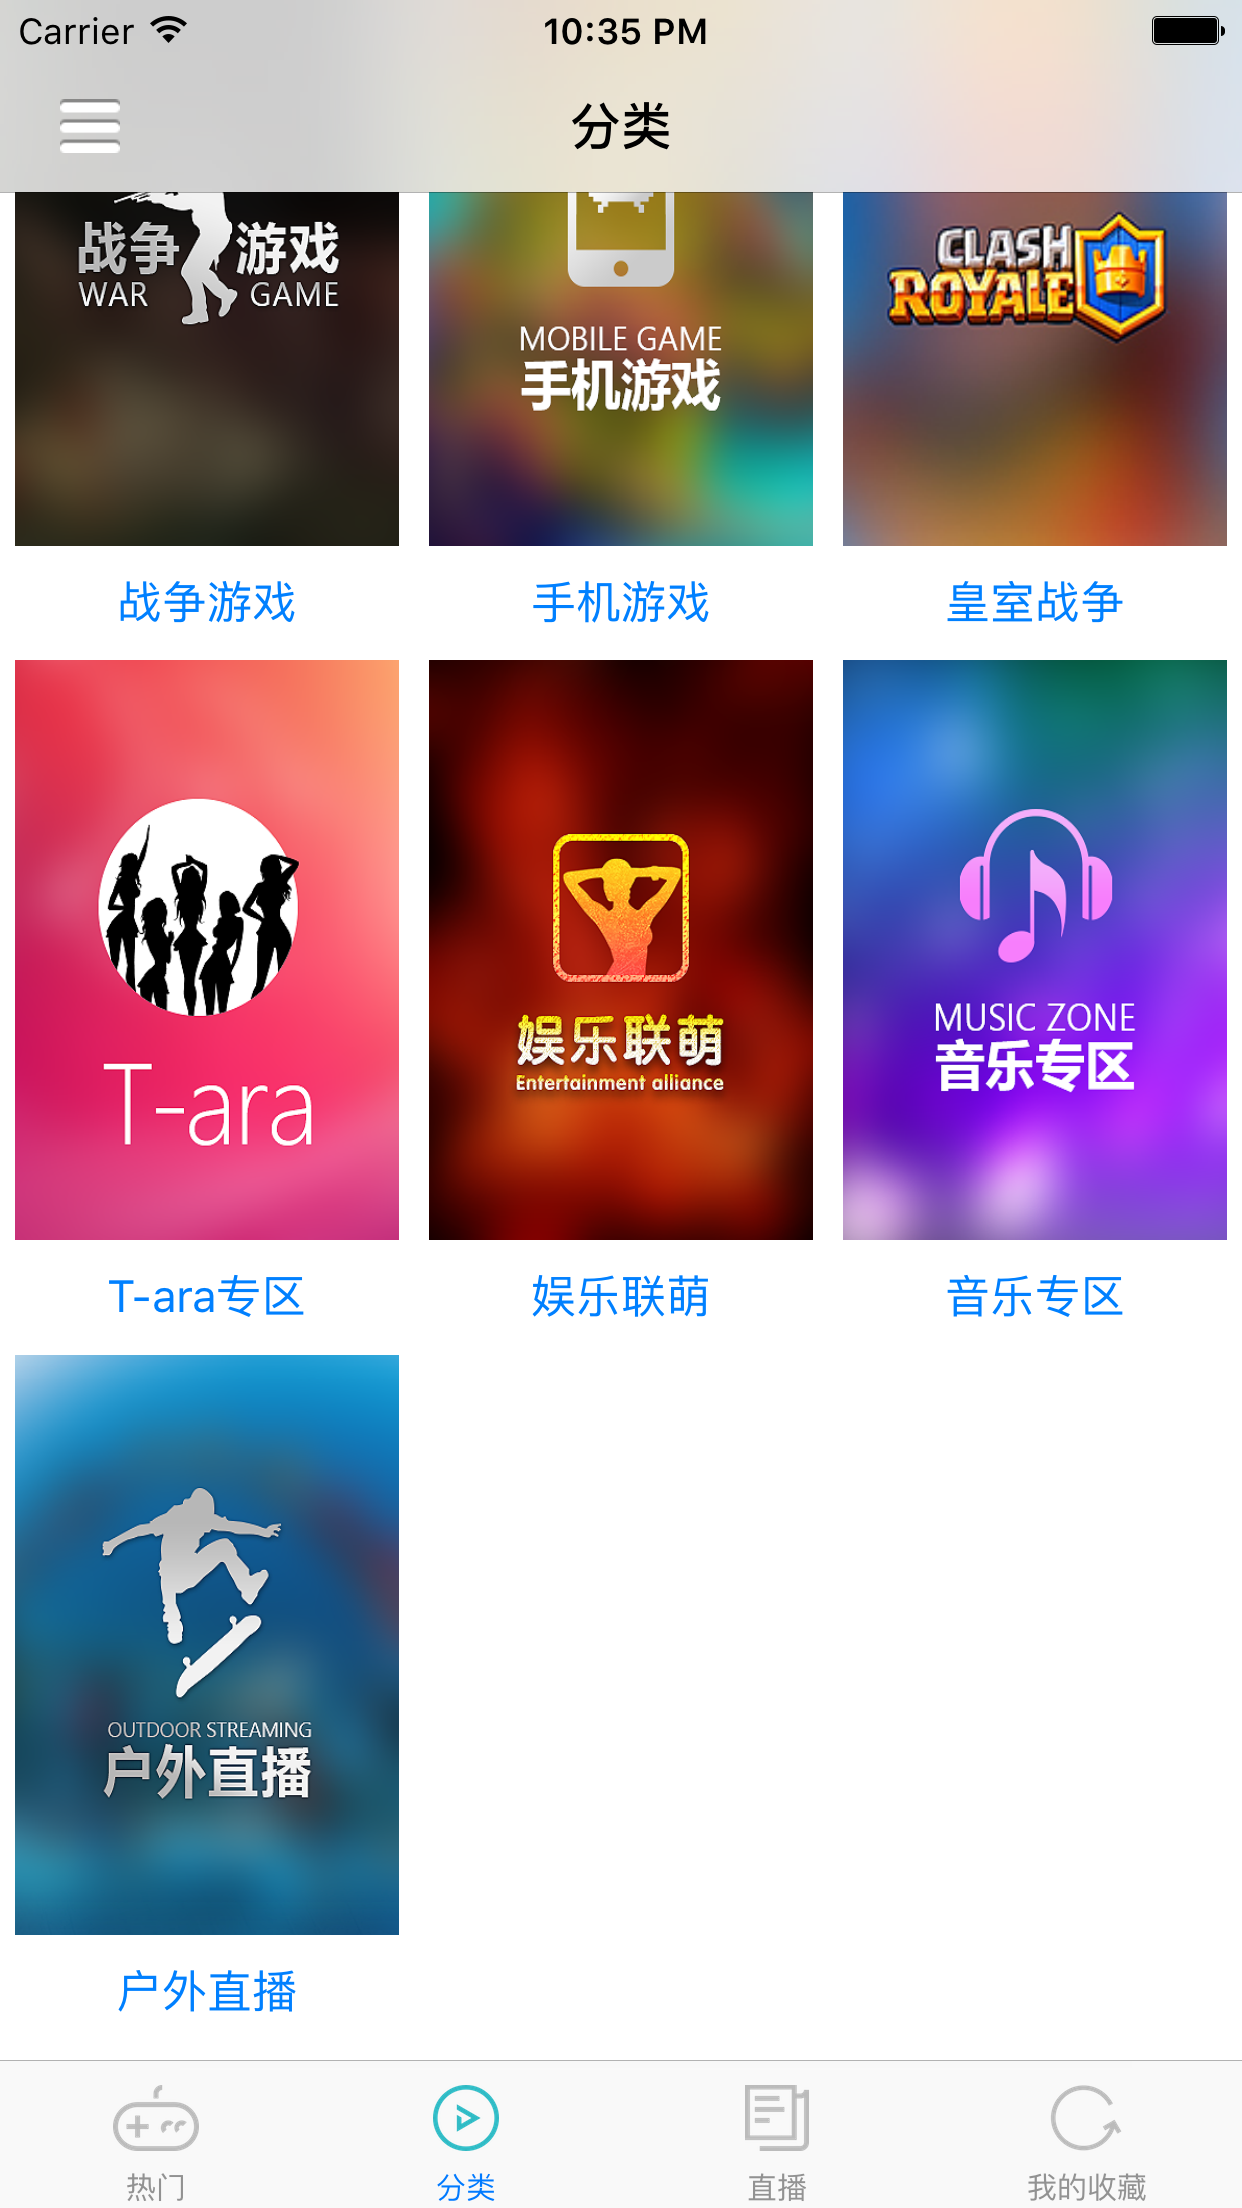 Carrier 10:35 PM
分类
战争 游戏
WAR GAME
MOBILE GAME
手机游戏
CLASH
ROYALE
战争游戏
手机游戏
皇室战争
T-ara
娱乐联萌
Entertainment alliance
MUSIC ZONE
音乐专区
T-ara专区
娱乐联萌
音乐专区
OUTDOOR STREAMING
户外直播
户外直播
热门
分类
直播
我的收藏